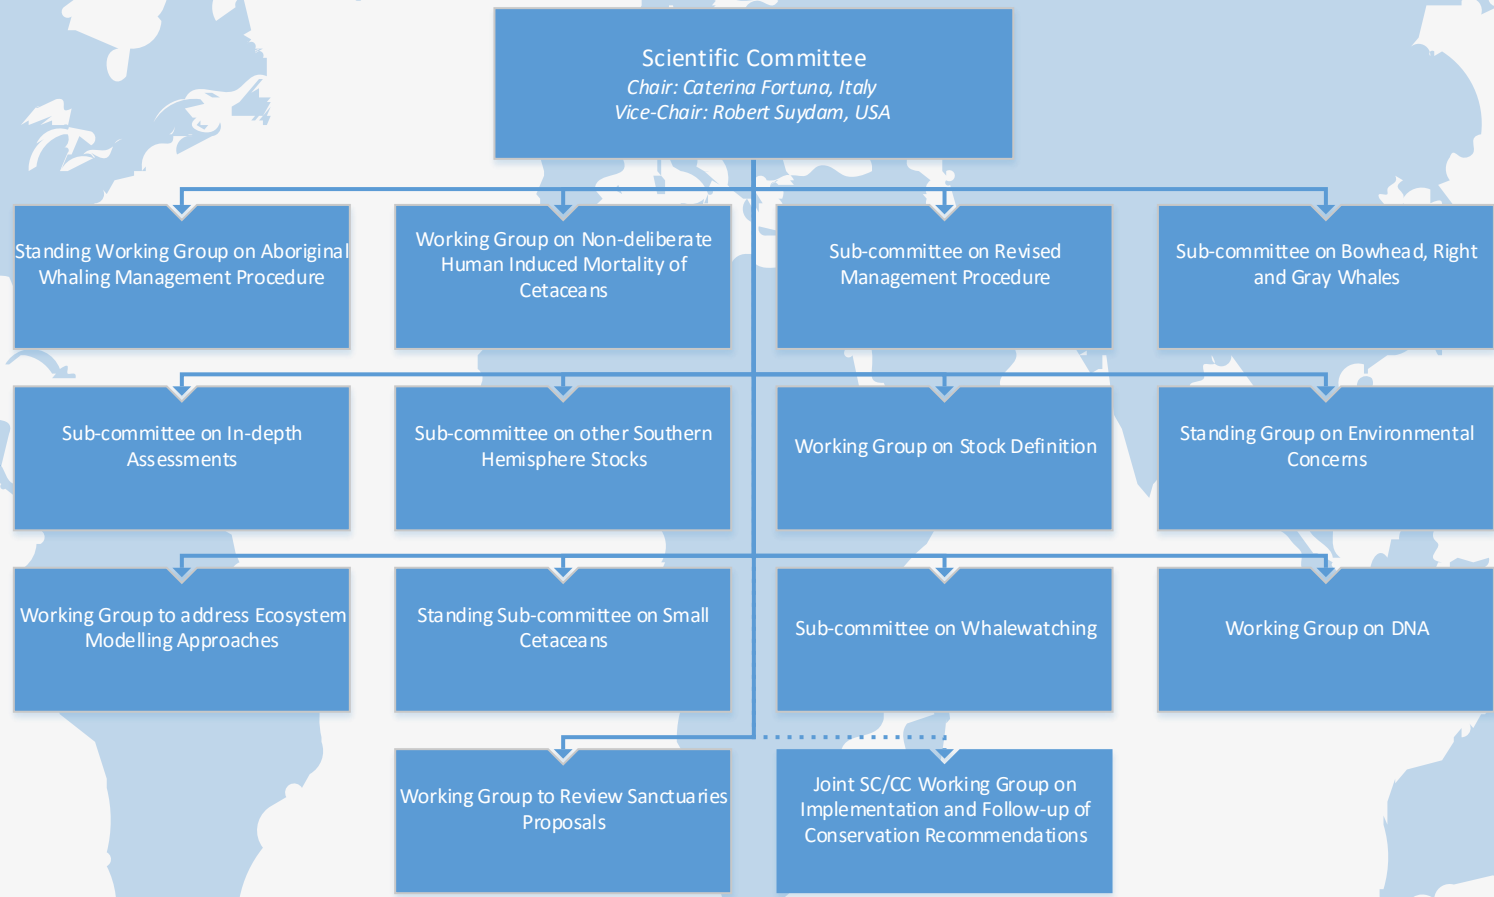 Scientific Committee
Chair: Caterina Fortuna, Italy
Vice-Chair: Robert Suydam, USA
Standing Working Group on Aboriginal
Whaling Management Procedure
Working Group on Non-deliberate
Human Induced Mortality of
Cetaceans
Sub-committee on Revised
Management Procedure
Sub-committee on Bowhead, Right
and Gray Whales
Sub-committee on In-depth
Assessments
Sub-committee on other Southern
Hemisphere Stocks
Working Group on Stock Definition
Standing Group on Environmental
Concerns
Working Group to address Ecosystem
Modelling Approaches
Standing Sub-committee on Small
Cetaceans
Sub-committee on Whalewatching
Working Group on DNA
Working Group to Review Sanctuaries
Proposals
Joint SC/CC Working Group on
Implementation and Follow-up of
Conservation Recommendations